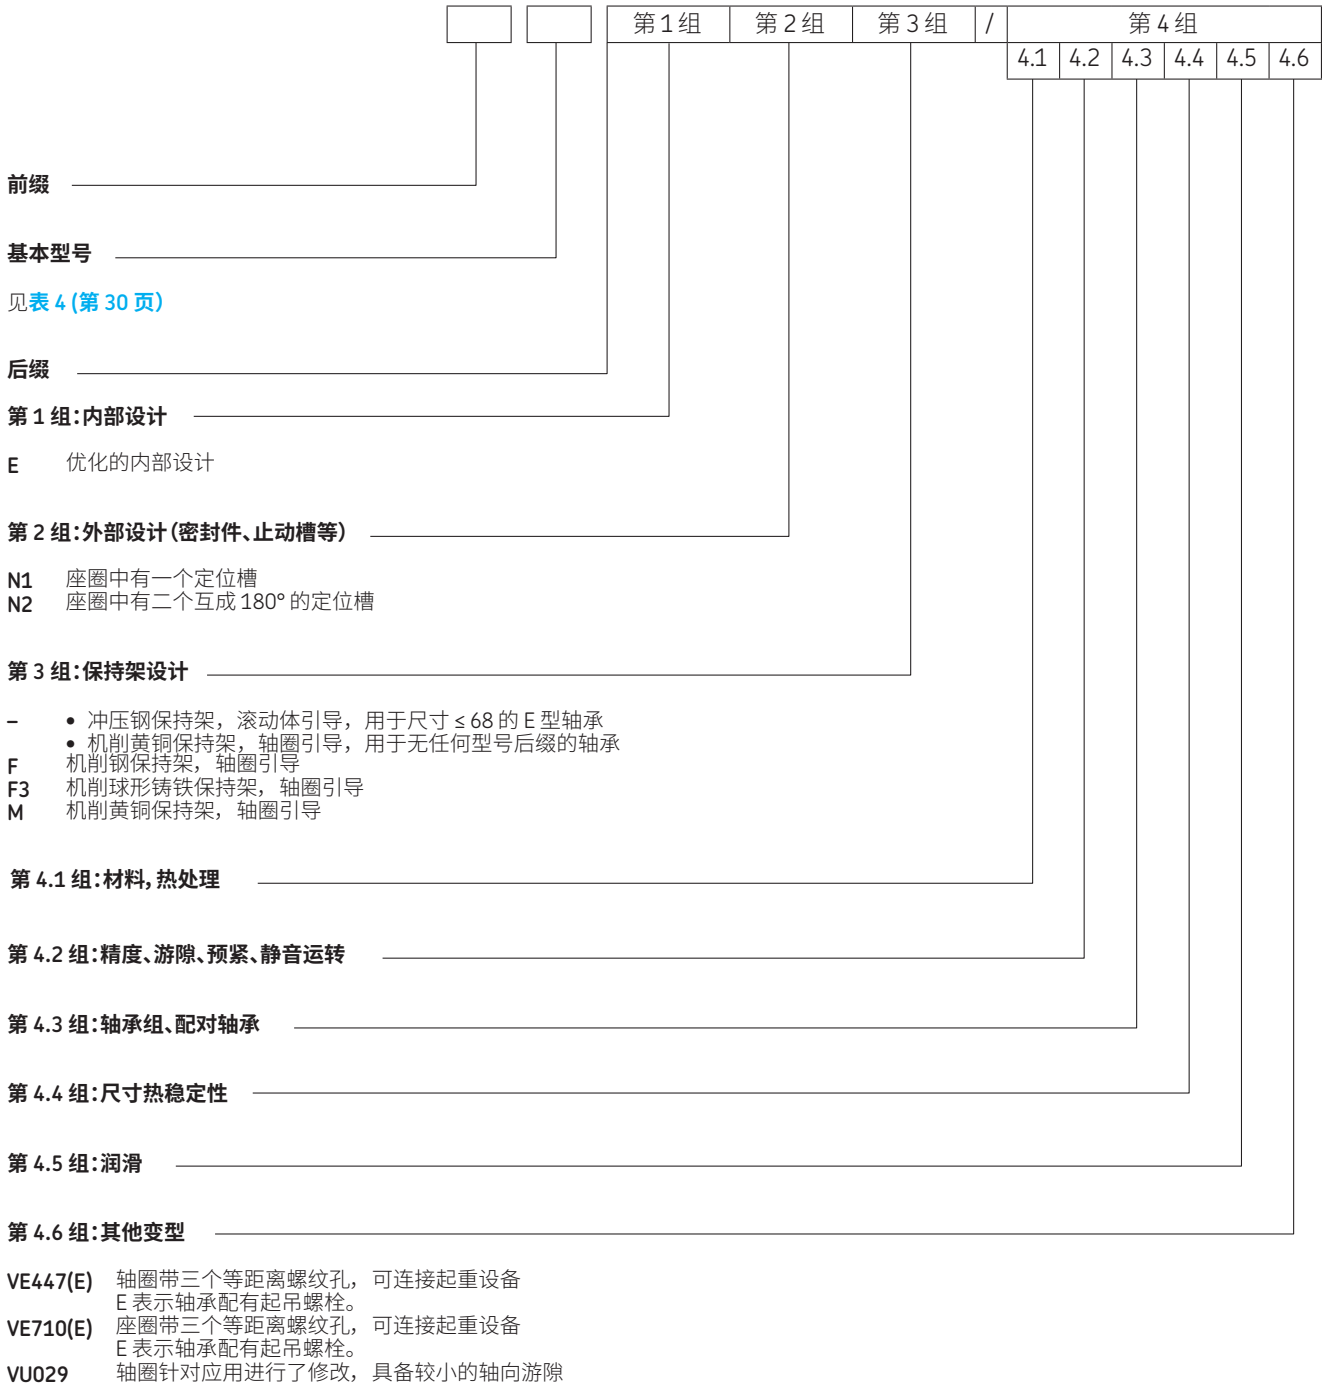 第 1 组 第 2 组 第 3 组 / 第 4 组
4.1 4.2 4.3 4.4 4.5 4.6
前缀
基本型号
见表 4 (第 30 页)
后缀
第 1 组：内部设计
E 优化的内部设计
第 2 组：外部设计（密封件、止动槽等）
N1 座圈中有一个定位槽
N2 座圈中有二个互成 180° 的定位槽
第 3 组：保持架设计
– • 冲压钢保持架，滚动体引导，用于尺寸 ≤ 68 的 E 型轴承
• 机削黄铜保持架，轴圈引导，用于无任何型号后缀的轴承
F 机削钢保持架，轴圈引导
F3 机削球形铸铁保持架，轴圈引导
M 机削黄铜保持架，轴圈引导
第 4.1 组：材料，热处理
第 4.2 组：精度、游隙、预紧、静音运转
第 4.3 组：轴承组、配对轴承
第 4.4 组：尺寸热稳定性
第 4.5 组：润滑
第 4.6 组：其他变型
VE447(E) 轴圈带三个等距离螺纹孔，可连接起重设备
E 表示轴承配有起吊螺栓。
VE710(E) 座圈带三个等距离螺纹孔，可连接起重设备
E 表示轴承配有起吊螺栓。
VU029 轴圈针对应用进行了修改，具备较小的轴向游隙